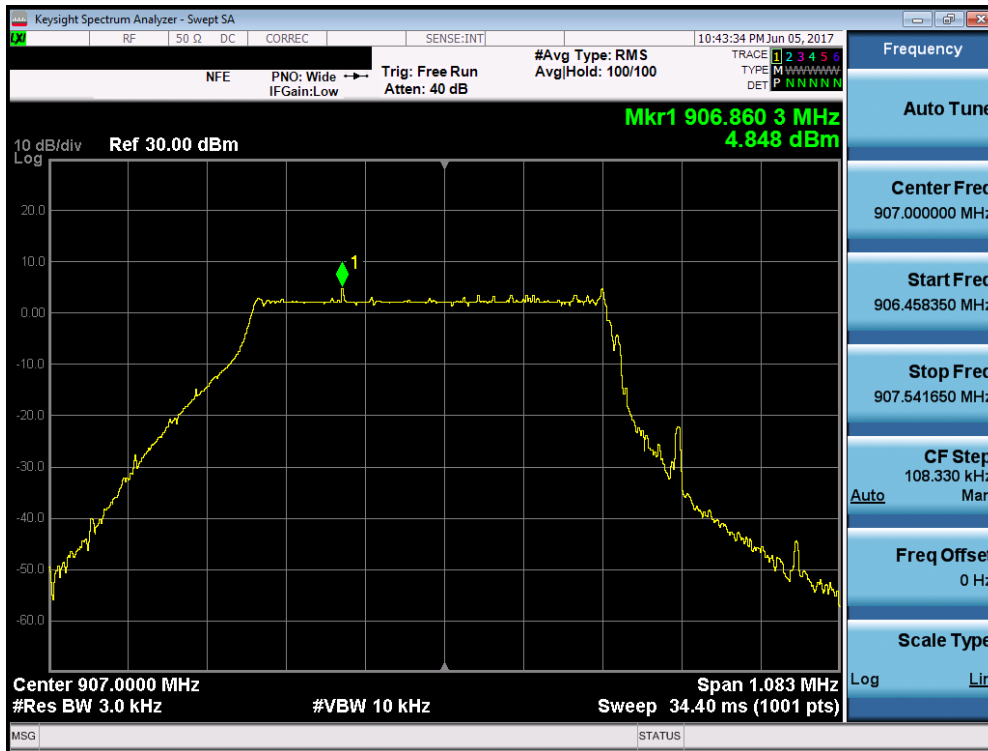 Keysight Spectrum Analyzer - Swept SA
LXI RF 50 Ω DC CORREC SENSE:INT 10:43:34 PM Jun 05, 2017
NFE PNO: Wide Trig: Free Run #Avg Type: RMS TRACE 1 2 3 4 5 6
IFGain:Low Atten: 40 dB Avg|Hold: 100/100 TYPE M WWWWW
DET P N N N N N
Mkr1 906.860 3 MHz
4.848 dBm
10 dB/div Ref 30.00 dBm
Log
20.0
10.0
1
0.00
-10.0
-20.0
-30.0
-40.0
-50.0
-60.0
Center 907.0000 MHz Span 1.083 MHz
#Res BW 3.0 kHz #VBW 10 kHz Sweep 34.40 ms (1001 pts)
MSG STATUS
Frequency
Auto Tune
Center Freq
907.000000 MHz
Start Freq
906.458350 MHz
Stop Freq
907.541650 MHz
CF Step
108.330 kHz
Auto Man
Freq Offset
0 Hz
Scale Type
Log Lin